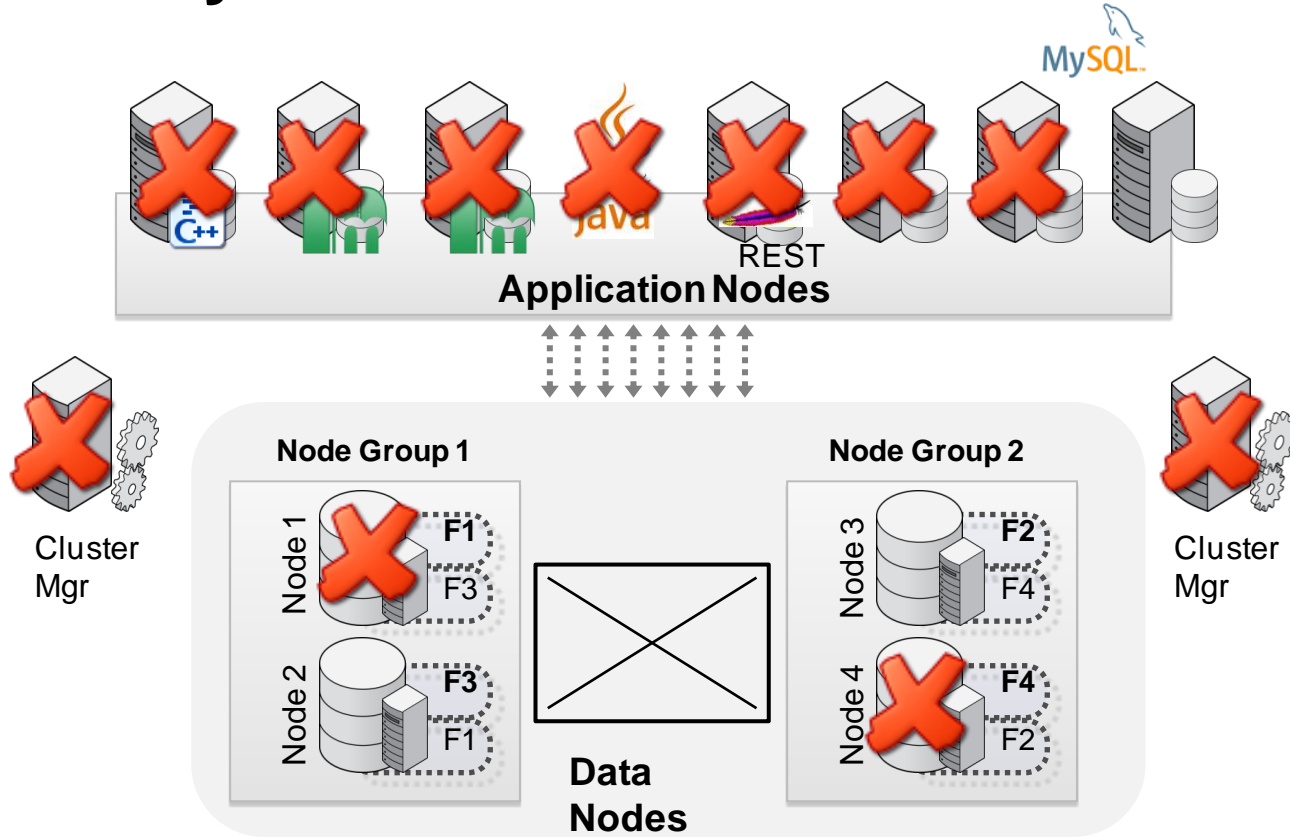 MySQL™
C++
Java
REST
Application Nodes
Cluster
Mgr
Node Group 1
Node 1
F1
F3
Node 2
F3
F1
Data
Nodes
Node Group 2
Node 3
F2
F4
Node 4
F4
F2
Cluster
Mgr